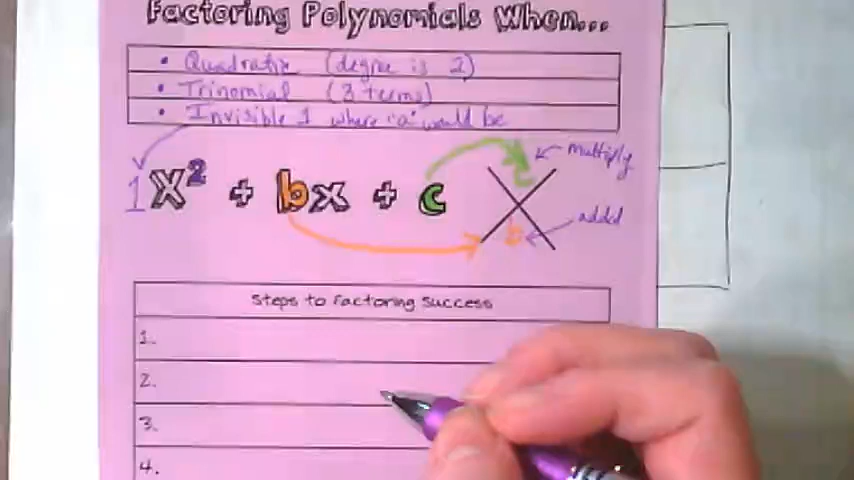 Factoring Polynomials When...
• Quadratic (degree is 2)
• Trinomial (3 terms)
• Invisible 1 where "a" would be
1x² + bx + c
c
multiply
b
add
Steps to Factoring Success
1.
2.
3.
4.